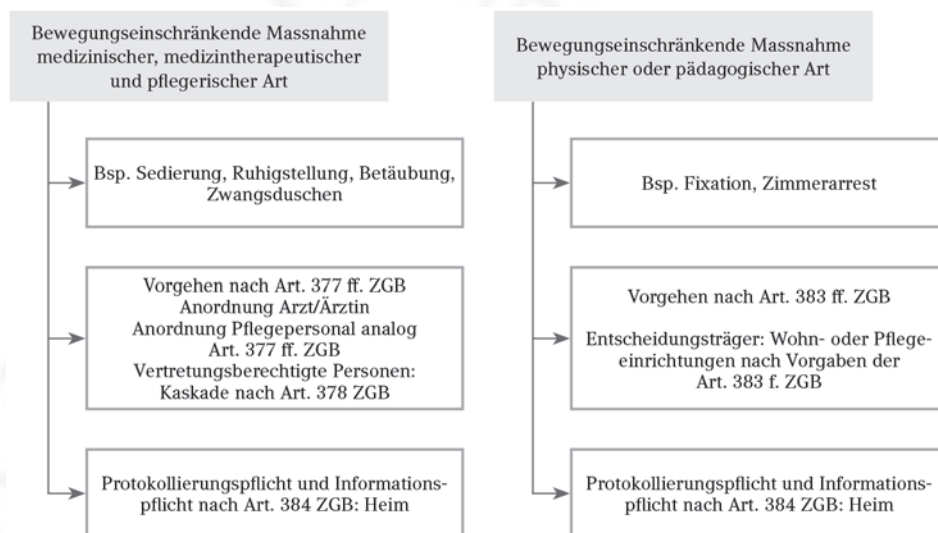 Bewegungseinschränkende Massnahme
medizinischer, medizintherapeutischer
und pflegerischer Art
Bsp. Sedierung, Ruhigstellung, Betäubung,
Zwangsduschen
Vorgehen nach Art. 377 ff. ZGB
Anordnung Arzt/Ärztin
Anordnung Pflegepersonal analog
Art. 377 ff. ZGB
Vertretungsberechtigte Personen:
Kaskade nach Art. 378 ZGB
Protokollierungspflicht und Informations-
pflicht nach Art. 384 ZGB: Heim
Bewegungseinschränkende Massnahme
physischer oder pädagogischer Art
Bsp. Fixation, Zimmerarrest
Vorgehen nach Art. 383 ff. ZGB
Entscheidungsträger: Wohn- oder Pflege-
einrichtungen nach Vorgaben der
Art. 383 f. ZGB
Protokollierungspflicht und Informations-
pflicht nach Art. 384 ZGB: Heim